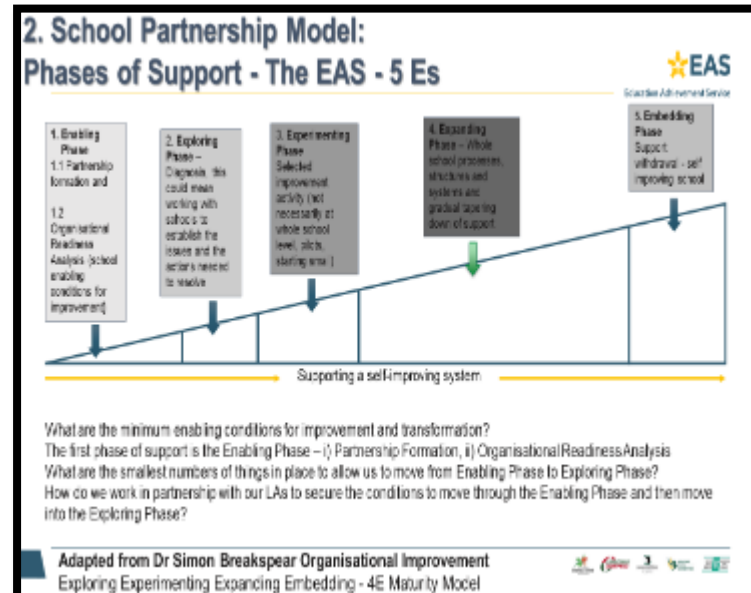 2. School Partnership Model:
Phases of Support - The EAS - 5 Es
EAS
Education Achievement Service
1. Enabling
Phase
1.1 Partnership
formation and
1.2
Organisational
Readiness
Analysis (school
enabling
conditions for
improvement)
2. Exploring
Phase –
Diagnosis, this
could mean
working with
schools to
establish the
issues and the
actions needed
to resolve
3. Experimenting
Phase
Selected
improvement
activity (not
necessarily at
whole school
level, pilots,
starting small)
4. Expanding
Phase – Whole
school processes,
structures and
systems and
gradual tapering
down of support
5. Embedding
Phase
Support
withdrawal - self
improving school
Supporting a self-improving system
What are the minimum enabling conditions for improvement and transformation?
The first phase of support is the Enabling Phase – i) Partnership Formation, ii) Organisational Readiness Analysis
What are the smallest numbers of things in place to allow us to move from Enabling Phase to Exploring Phase?
How do we work in partnership with our LAs to secure the conditions to move through the Enabling Phase and then move
into the Exploring Phase?
Adapted from Dr Simon Breakspear Organisational Improvement
Exploring Experimenting Expanding Embedding - 4E Maturity Model